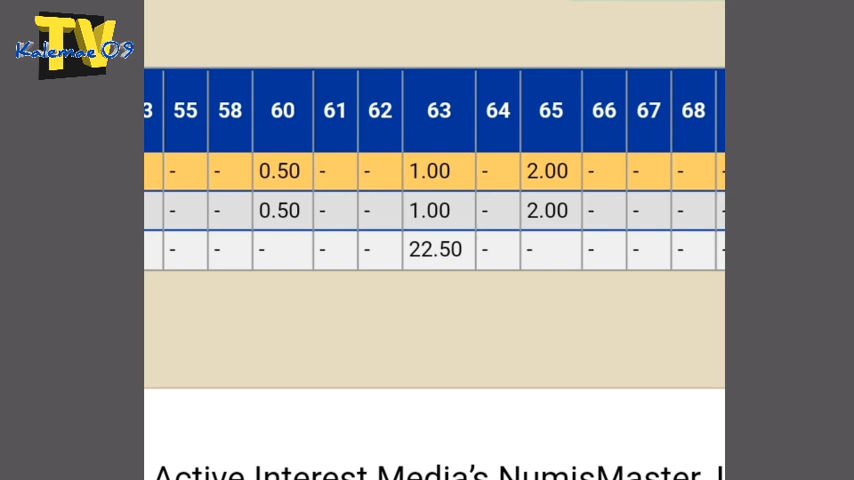 TV
Kalemae 09
3 55 58 60 61 62 63 64 65 66 67 68
- - 0.50 - - 1.00 - 2.00 - - - -
- - 0.50 - - 1.00 - 2.00 - - - -
- - - - - 22.50 - - - - - -
Active Interest Media's NumisMaster